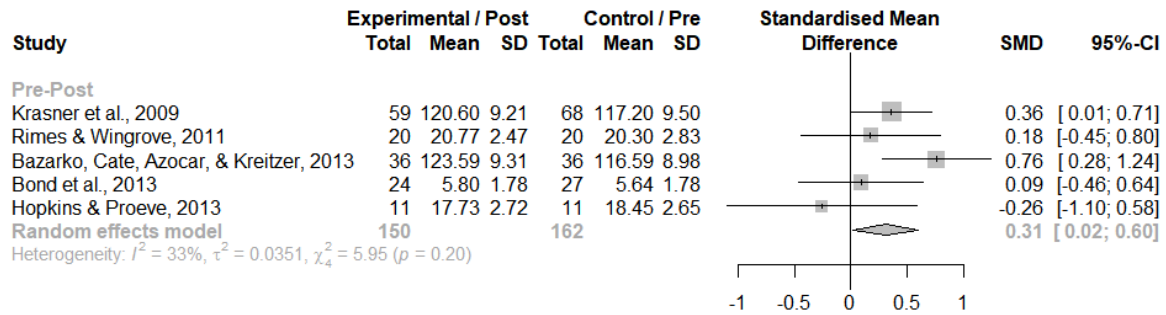 Experimental / Post Control / Pre Standardised Mean
Study Total Mean SD Total Mean SD Difference SMD 95%-CI
Pre-Post
Krasner et al., 2009 59 120.60 9.21 68 117.20 9.50 0.36 [ 0.01; 0.71]
Rimes & Wingrove, 2011 20 20.77 2.47 20 20.30 2.83 0.18 [-0.45; 0.80]
Bazarko, Cate, Azocar, & Kreitzer, 2013 36 123.59 9.31 36 116.59 8.98 0.76 [ 0.28; 1.24]
Bond et al., 2013 24 5.80 1.78 27 5.64 1.78 0.09 [-0.46; 0.64]
Hopkins & Proeve, 2013 11 17.73 2.72 11 18.45 2.65 -0.26 [-1.10; 0.58]
Random effects model 150 162 0.31 [ 0.02; 0.60]
Heterogeneity: I² = 33%, τ² = 0.0351, χ²₄ = 5.95 (p = 0.20)
-1 -0.5 0 0.5 1